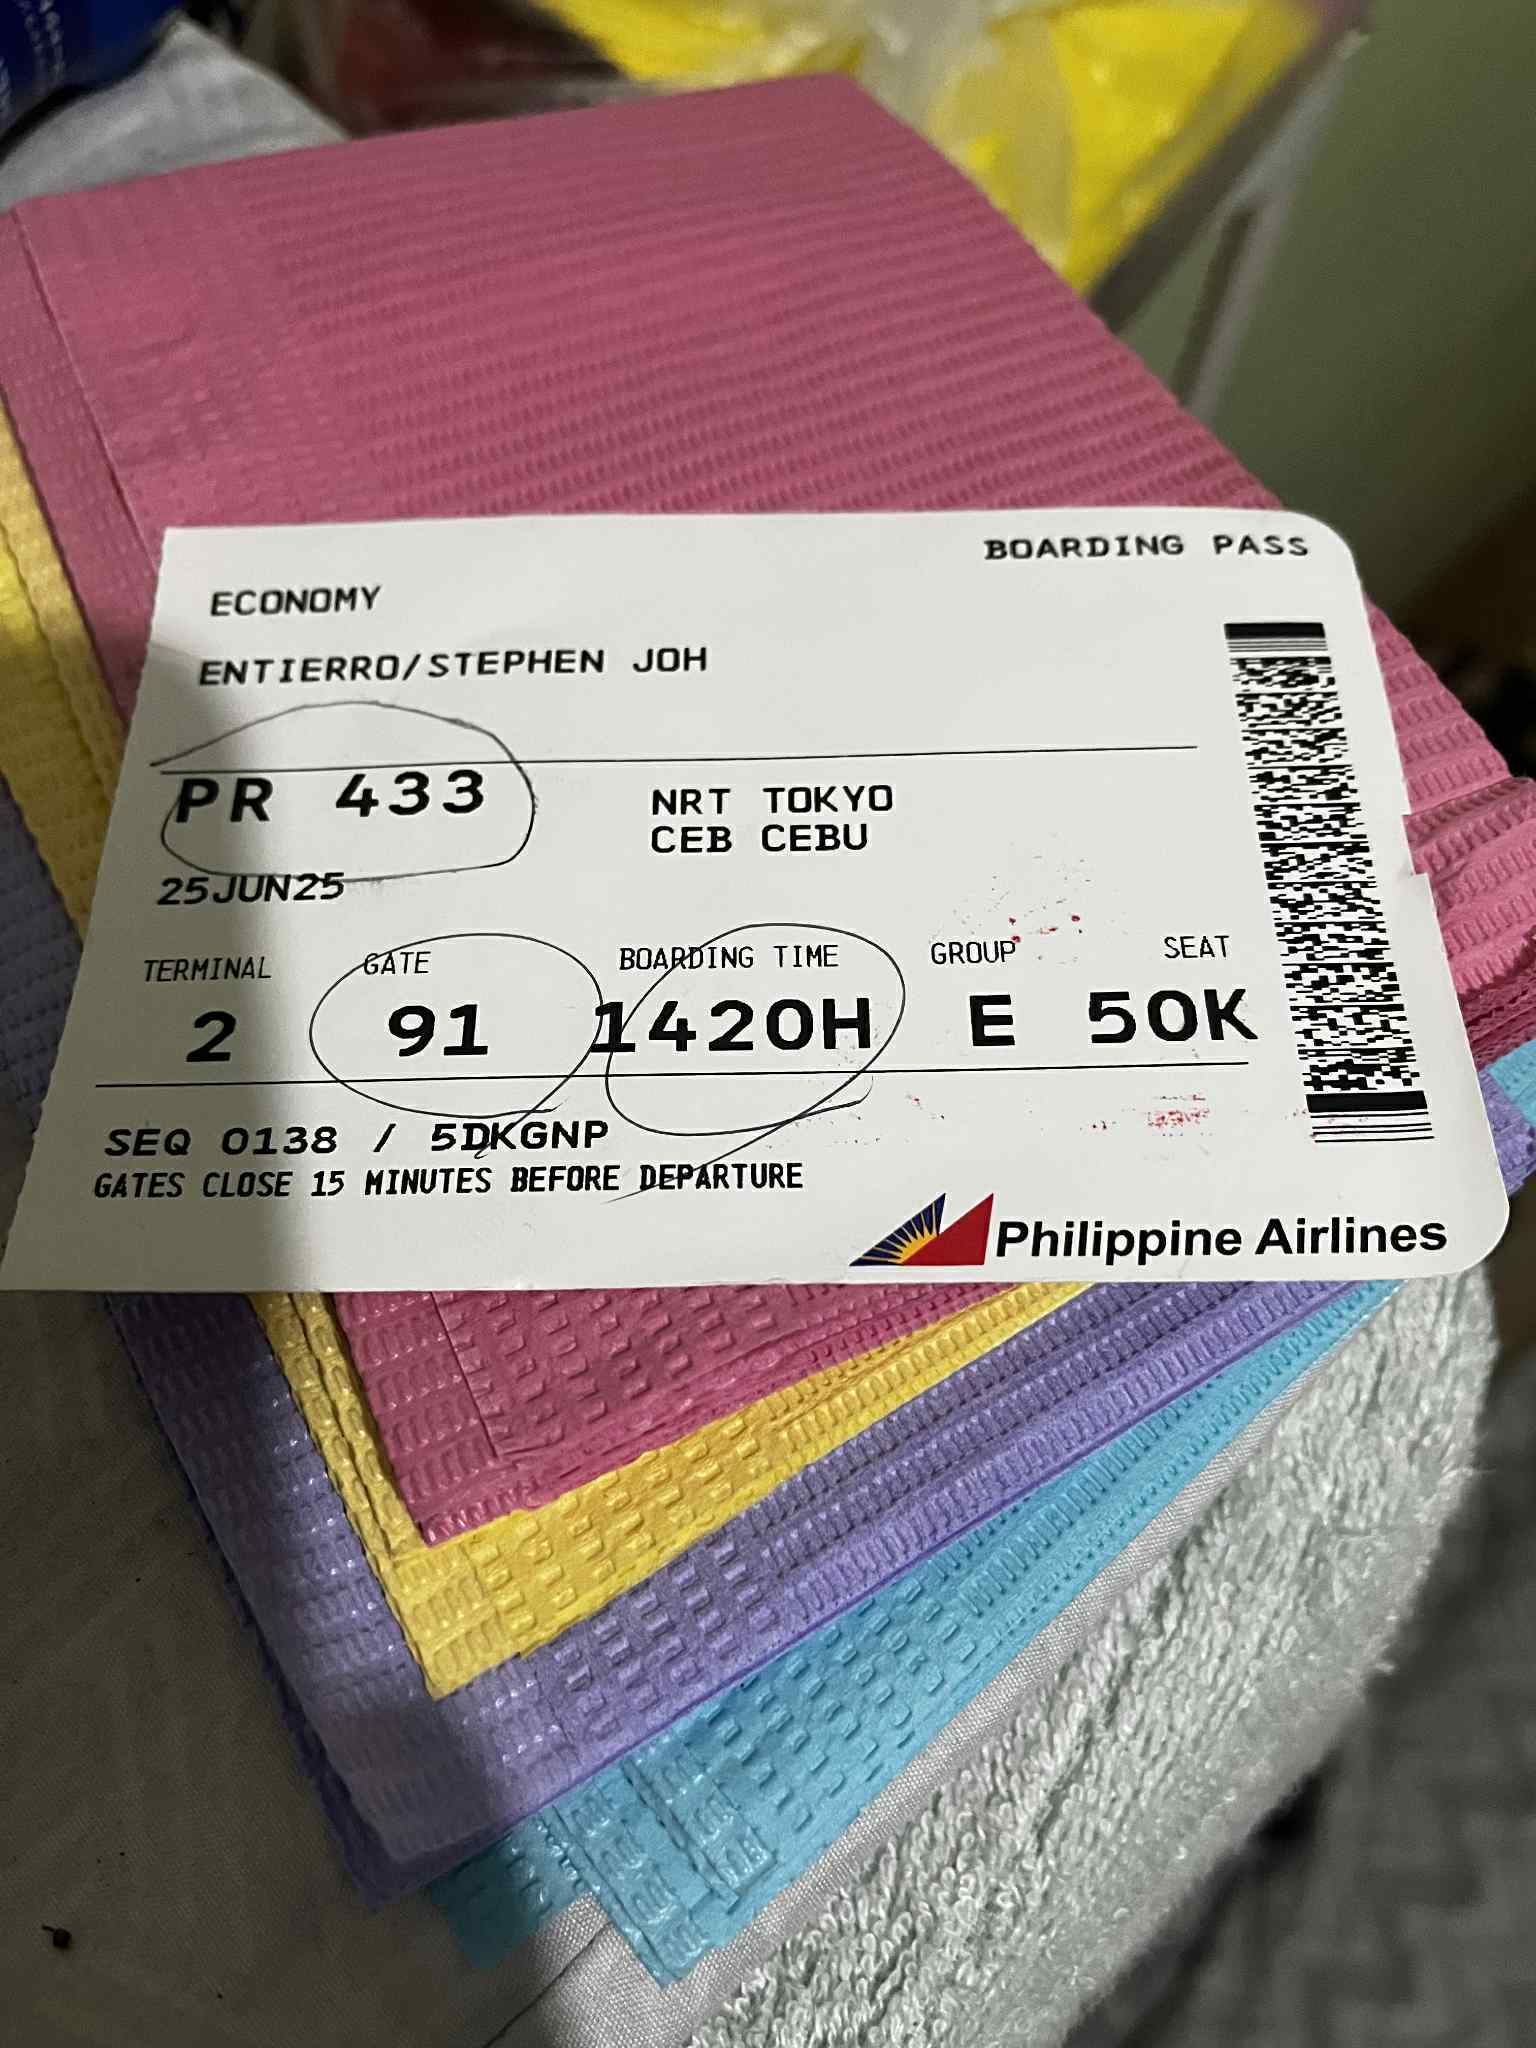 BOARDING PASS
ECONOMY
ENTIERRO/STEPHEN JOH
PR 433
NRT TOKYO
CEB CEBU
25JUN25
TERMINAL GATE BOARDING TIME GROUP SEAT
2 91 1420H E 50K
SEQ 0138 / 5DKGNP
GATES CLOSE 15 MINUTES BEFORE DEPARTURE
Philippine Airlines